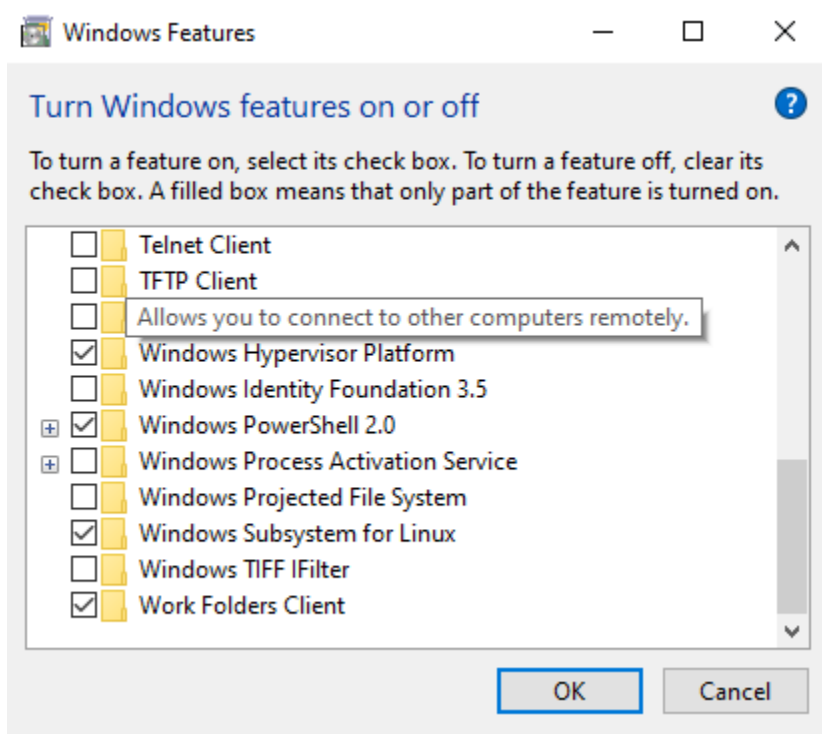 Windows Features
Turn Windows features on or off
To turn a feature on, select its check box. To turn a feature off, clear its
check box. A filled box means that only part of the feature is turned on.
Telnet Client
TFTP Client
Allows you to connect to other computers remotely.
Windows Hypervisor Platform
Windows Identity Foundation 3.5
Windows PowerShell 2.0
Windows Process Activation Service
Windows Projected File System
Windows Subsystem for Linux
Windows TIFF IFilter
Work Folders Client
OK Cancel